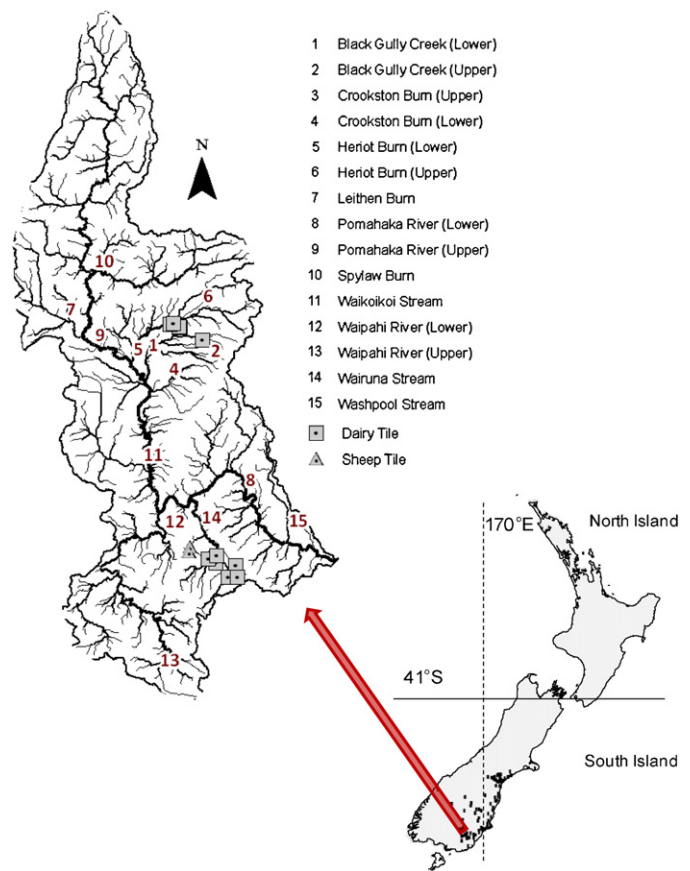 1 Black Gully Creek (Lower)
2 Black Gully Creek (Upper)
3 Crookston Burn (Upper)
4 Crookston Burn (Lower)
5 Heriot Burn (Lower)
6 Heriot Burn (Upper)
7 Leithen Burn
8 Pomahaka River (Lower)
9 Pomahaka River (Upper)
10 Spylaw Burn
11 Waikoikoi Stream
12 Waipahi River (Lower)
13 Waipahi River (Upper)
14 Wairuna Stream
15 Washpool Stream
Dairy Tile
Sheep Tile
N
10
6
7
9
5
1
2
4
11
8
12
14
15
13
170°E
North Island
41°S
South Island